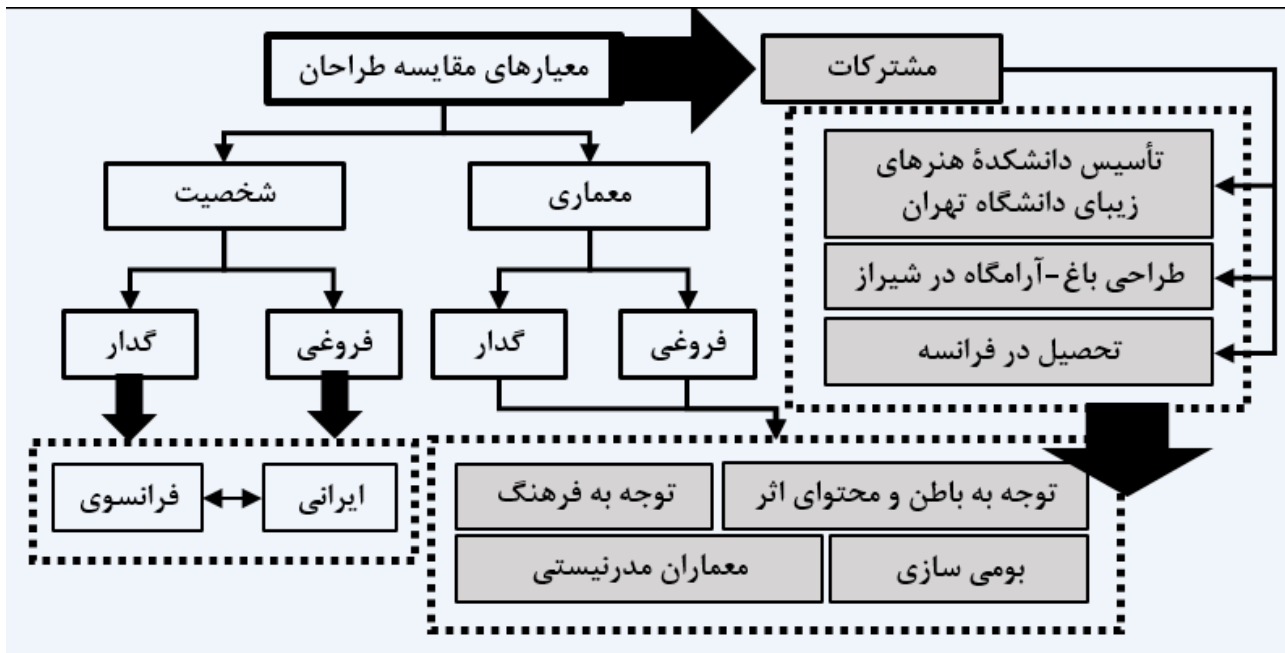 معیارهای مقایسه طراحان
مشترکات
تأسیس دانشکدهٔ هنرهای
زیبای دانشگاه تهران
طراحی باغ-آرامگاه در شیراز
تحصیل در فرانسه
معماری
شخصیت
فروغی
گدار
فروغی
گدار
توجه به باطن و محتوای اثر
توجه به فرهنگ
بومی سازی
معماران مدرنیستی
ایرانی
فرانسوی